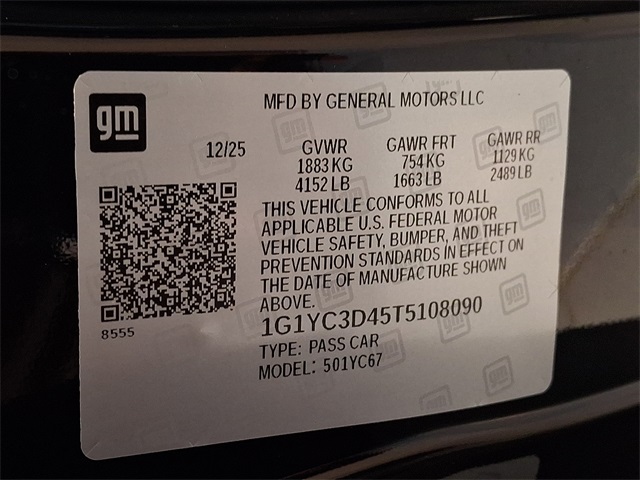 MFD BY GENERAL MOTORS LLC
gm
12/25 GVWR GAWR FRT GAWR RR
1883 KG 754 KG 1129 KG
4152 LB 1663 LB 2489 LB
THIS VEHICLE CONFORMS TO ALL
APPLICABLE U.S. FEDERAL MOTOR
VEHICLE SAFETY, BUMPER, AND THEFT
PREVENTION STANDARDS IN EFFECT ON
THE DATE OF MANUFACTURE SHOWN
ABOVE.
8555
1G1YC3D45T5108090
TYPE: PASS CAR
MODEL: 501YC67